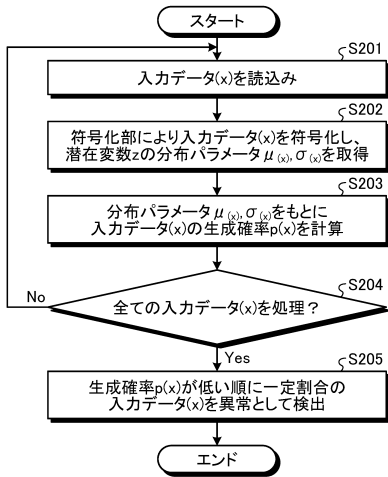 スタート
S201
入力データ(x)を読込み
S202
符号化部により入力データ(x)を符号化し、
潜在変数zの分布パラメータμ(x),σ(x)を取得
S203
分布パラメータμ(x),σ(x)をもとに
入力データ(x)の生成確率p(x)を計算
S204
全ての入力データ(x)を処理？
No
Yes
S205
生成確率p(x)が低い順に一定割合の
入力データ(x)を異常として検出
エンド